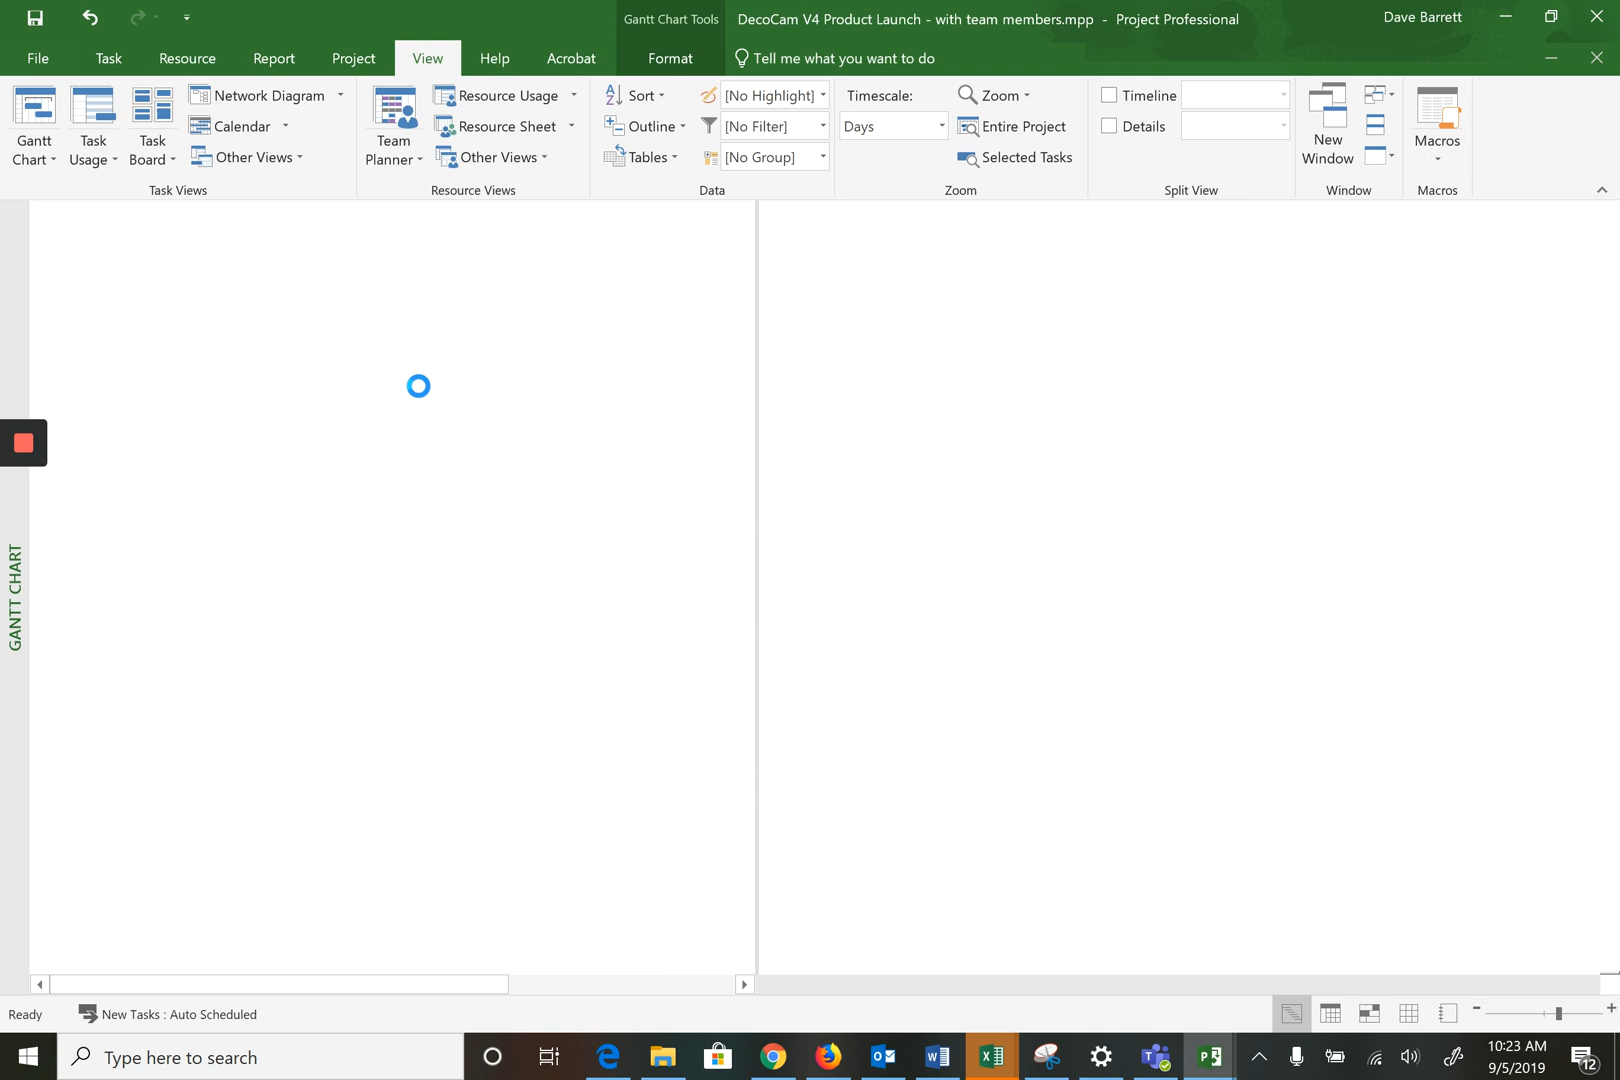 Gantt Chart Tools
DecoCam V4 Product Launch - with team members.mpp - Project Professional
Dave Barrett
File Task Resource Report Project View Help Acrobat Format Tell me what you want to do
Gantt Chart
Task Usage
Task Board
Network Diagram
Calendar
Other Views
Task Views
Team Planner
Resource Usage
Resource Sheet
Other Views
Resource Views
Sort
Outline
Tables
[No Highlight]
[No Filter]
[No Group]
Data
Timescale:
Days
Zoom
Entire Project
Selected Tasks
Zoom
Timeline
Details
Split View
New Window
Window
Macros
Macros
GANTT CHART
Ready
New Tasks : Auto Scheduled
Type here to search
10:23 AM
9/5/2019
12